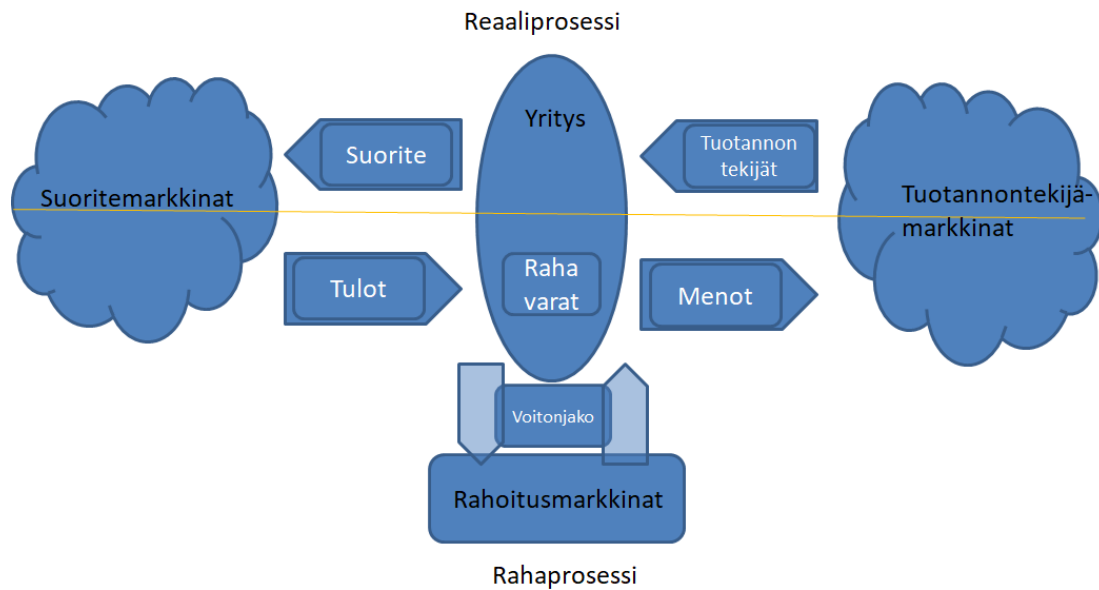 Reaaliprosessi
Yritys
Suorite
Tuotannon
tekijät
Suoritemarkkinat
Tuotannontekijä-
markkinat
Tulot
Raha
varat
Menot
Voitonjako
Rahoitusmarkkinat
Rahaprosessi